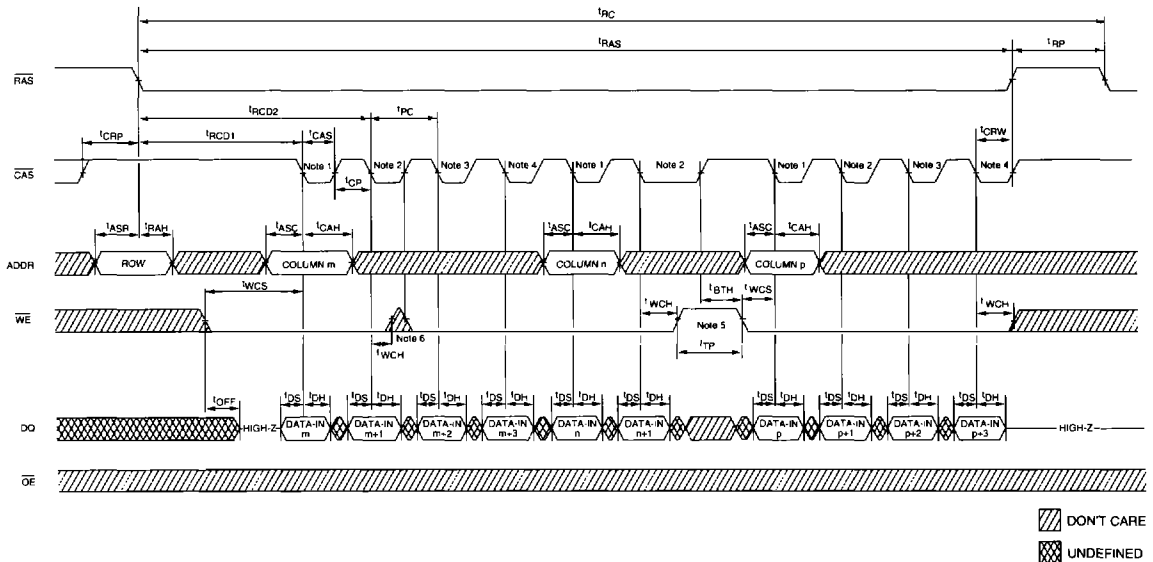 tRC
tRAS
tRP
RAS
tRCD2
tPC
tCRP
tRCD1
tCAS
tCRW
CAS
Note 1
Note 2
Note 3
Note 4
Note 1
Note 2
Note 1
Note 2
Note 3
Note 4
tCP
tASR
tRAH
tASC
tCAH
tASC
tCAH
tASC
tCAH
ADDR
ROW
COLUMN m
COLUMN n
COLUMN p
tWCS
tWCH
tBTH
tWCS
tWCH
WE
Note 6
Note 5
tWCH
tTP
tOFF
tDS
tDH
tDS
tDH
tDS
tDH
tDS
tDH
tDS
tDH
tDS
tDH
tDS
tDH
tDS
tDH
tDS
tDH
tDS
tDH
DQ
HIGH-Z
DATA-IN
m
DATA-IN
m+1
DATA-IN
m+2
DATA-IN
m+3
DATA-IN
n
DATA-IN
n+1
DATA-IN
p
DATA-IN
p+1
DATA-IN
p+2
DATA-IN
p+3
HIGH-Z
OE
DON'T CARE
UNDEFINED